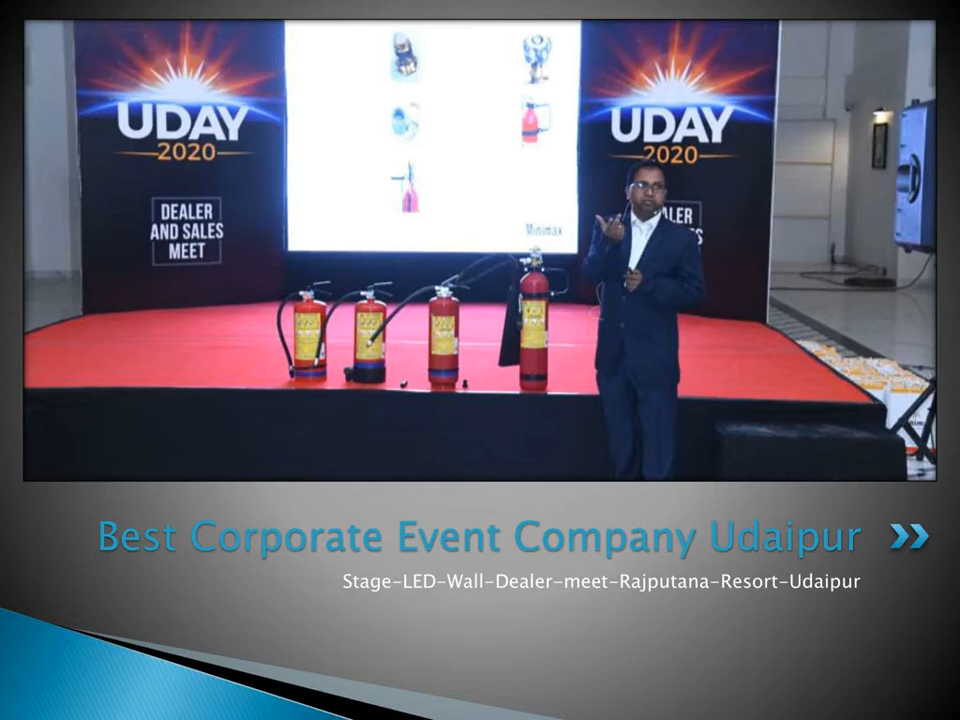 UDAY
2020
DEALER
AND SALES
MEET
Minimax
UDAY
2020
Best Corporate Event Company Udaipur
Stage-LED-Wall-Dealer-meet-Rajputana-Resort-Udaipur